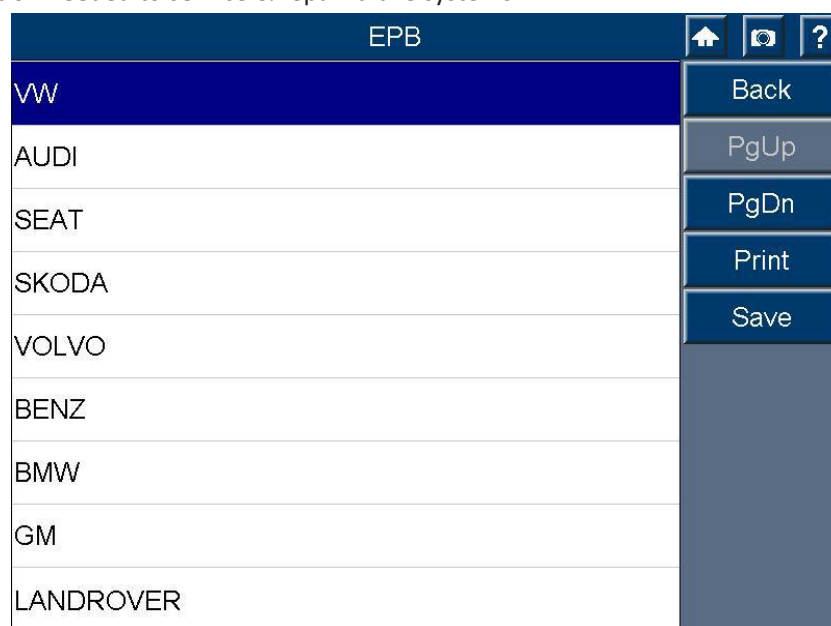 EPB
?
VW
Back
AUDI
PgUp
SEAT
PgDn
SKODA
Print
VOLVO
Save
BENZ
BMW
GM
LANDROVER